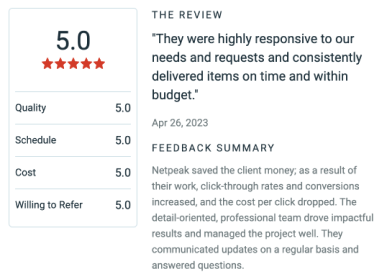 5.0
Quality 5.0
Schedule 5.0
Cost 5.0
Willing to Refer 5.0
THE REVIEW
"They were highly responsive to our
needs and requests and consistently
delivered items on time and within
budget."
Apr 26, 2023
FEEDBACK SUMMARY
Netpeak saved the client money; as a result of
their work, click-through rates and conversions
increased, and the cost per click dropped. The
detail-oriented, professional team drove impactful
results and managed the project well. They
communicated updates on a regular basis and
answered questions.